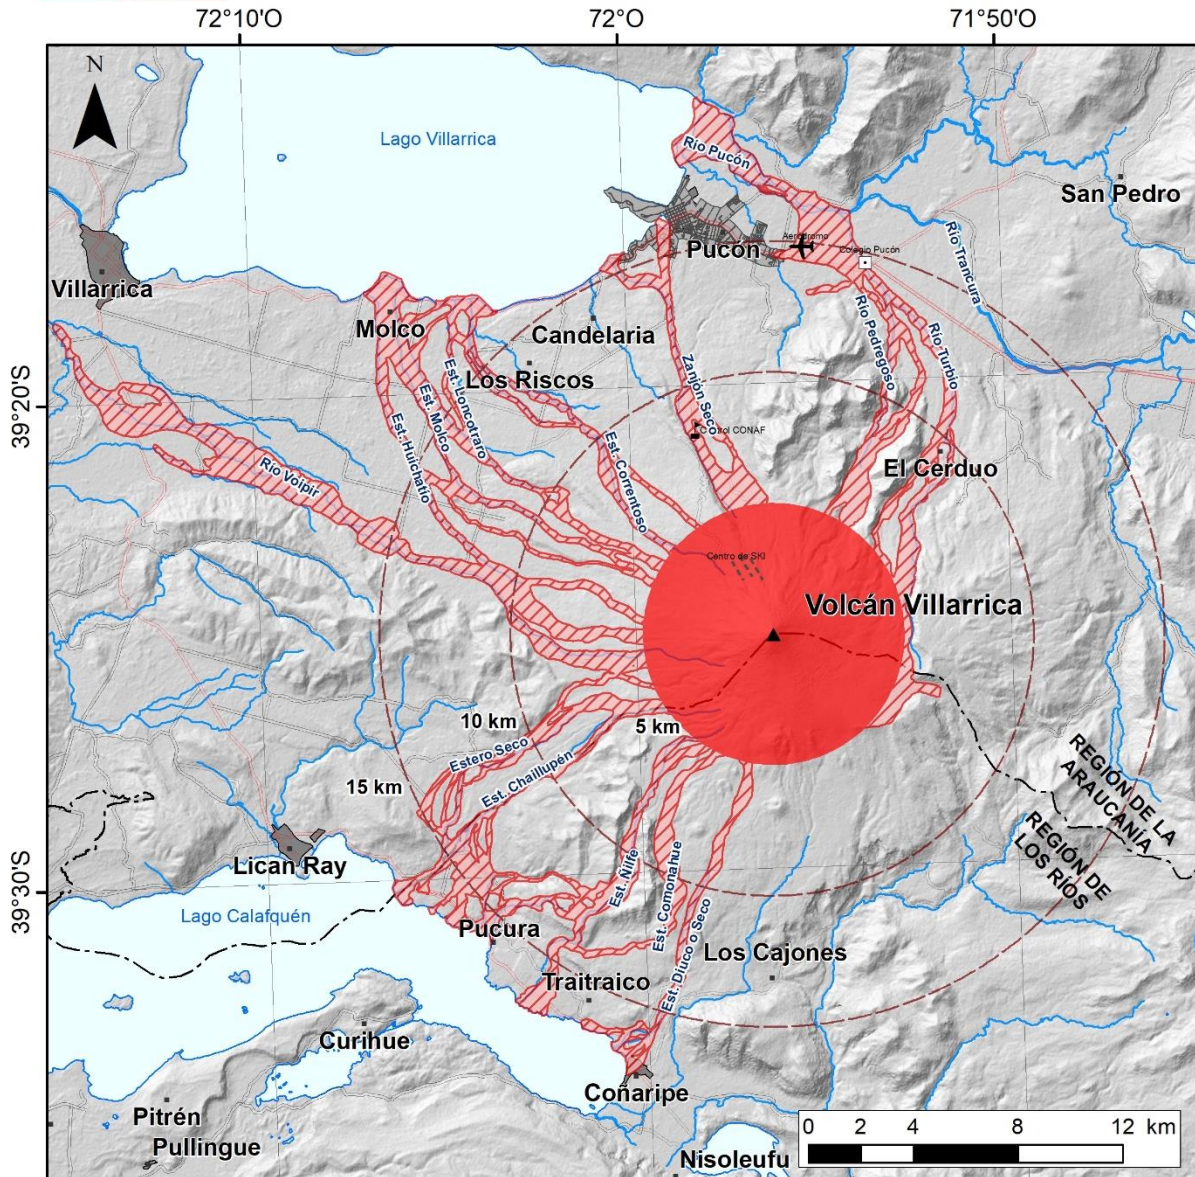 72°10'O
72°O
71°50'O
N
Lago Villarrica
Río Pucón
San Pedro
Pucón
Aeródromo
Colegio Pucón
Río Trancura
Villarrica
Molco
Candelaria
Los Riscos
Río Pedregoso
Río Turbio
Zanjón Seco
39°20'S
Est. Loncotraro
Est. Molco
Est. Huichatio
Control CONAF
Est. Correntoso
El Cerduo
Río Voipir
Centro de SKI
Volcán Villarrica
10 km
5 km
Estero Seco
Est. Chaillupén
15 km
REGIÓN DE LA
ARAUCANÍA
REGIÓN DE
LOS RÍOS
Lican Ray
39°30'S
Est. Ñilfe
Est. Comonahue
Est. Diuco o Seco
Lago Calafquén
Pucura
Los Cajones
Traitraico
Curihue
Coñaripe
Pitrén
Pullingue
Nisoleufu
0 2 4 8 12 km